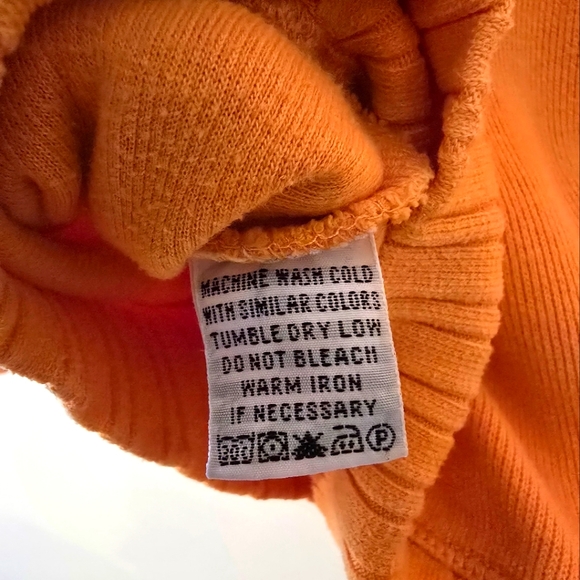 MACHINE WASH COLD
WITH SIMILAR COLORS
TUMBLE DRY LOW
DO NOT BLEACH
WARM IRON
IF NECESSARY
P